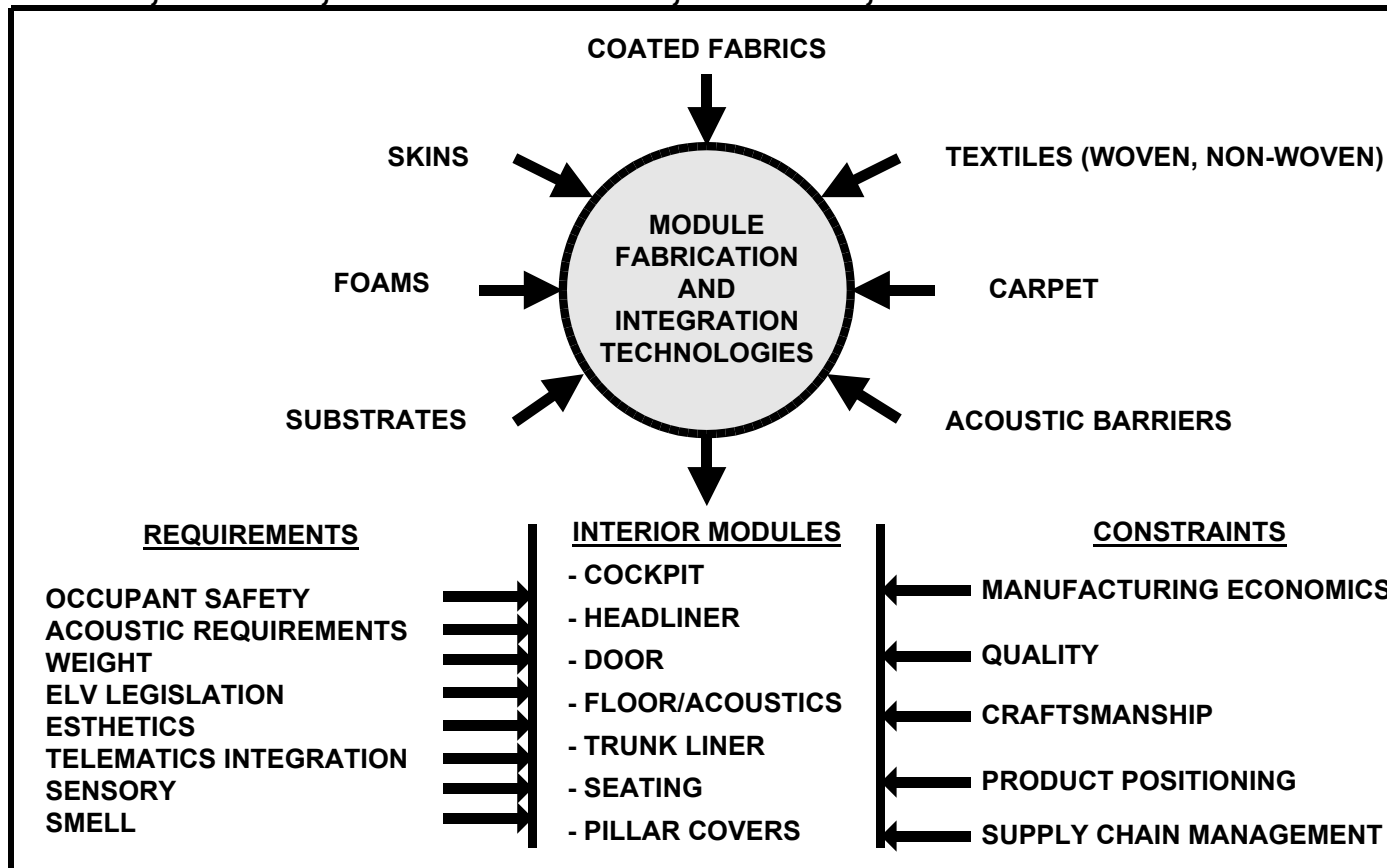 COATED FABRICS
SKINS
TEXTILES (WOVEN, NON-WOVEN)
MODULE
FABRICATION
AND
INTEGRATION
TECHNOLOGIES
FOAMS
CARPET
SUBSTRATES
ACOUSTIC BARRIERS
REQUIREMENTS
OCCUPANT SAFETY
ACOUSTIC REQUIREMENTS
WEIGHT
ELV LEGISLATION
ESTHETICS
TELEMATICS INTEGRATION
SENSORY
SMELL
INTERIOR MODULES
- COCKPIT
- HEADLINER
- DOOR
- FLOOR/ACOUSTICS
- TRUNK LINER
- SEATING
- PILLAR COVERS
CONSTRAINTS
MANUFACTURING ECONOMICS
QUALITY
CRAFTSMANSHIP
PRODUCT POSITIONING
SUPPLY CHAIN MANAGEMENT